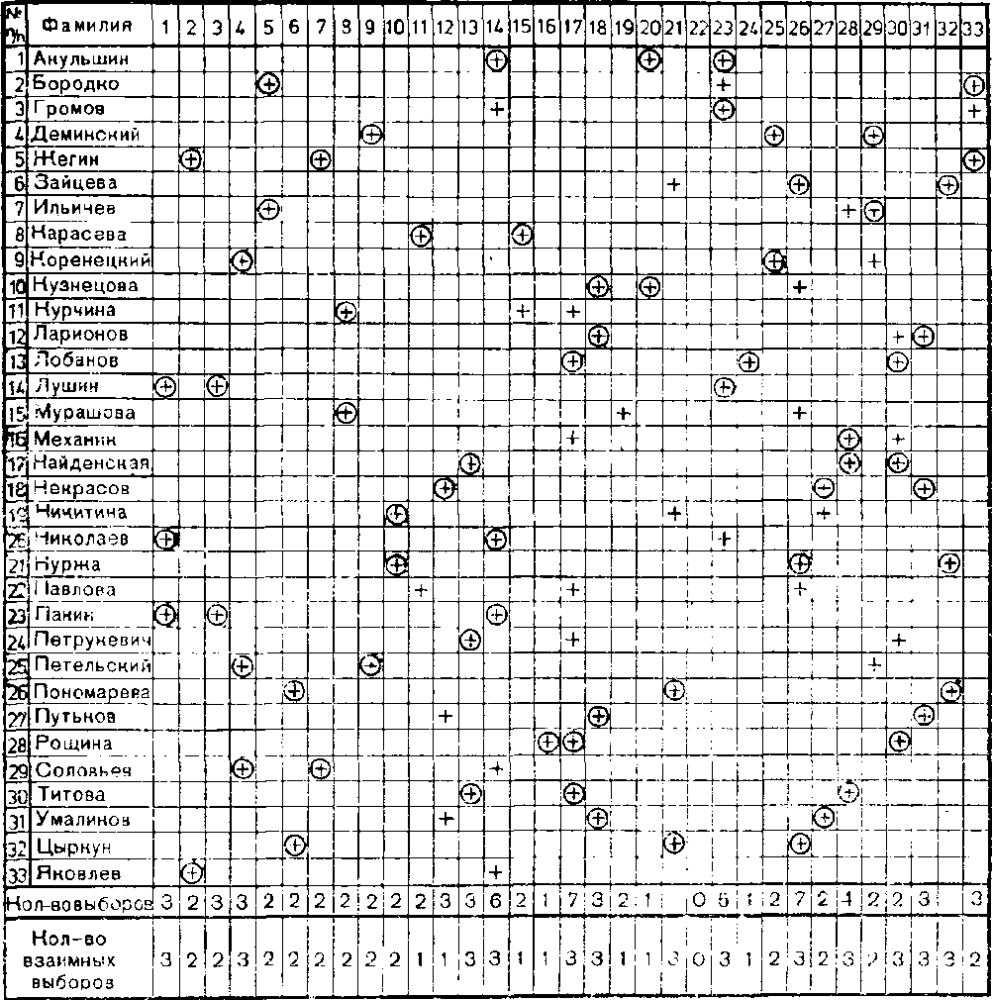 № п/п Фамилия 1 2 3 4 5 6 7 8 9 10 11 12 13 14 15 16 17 18 19 20 21 22 23 24 25 26 27 28 29 30 31 32 33
1 Анульшин + + +
2 Бородко + + +
3 Громов + + +
4 Деминский + + +
5 Жегин + + +
6 Зайцева + + +
7 Ильичев + + +
8 Карасева + +
9 Коренецкий + + +
10 Кузнецова + + +
11 Курчина + + +
12 Ларионов + + +
13 Лобанов + + +
14 Лушин + + +
15 Мурашова + + +
16 Механик + + +
17 Найденская + + +
18 Некрасов + + +
19 Никитина + + +
20 Николаев + + +
21 Куржа + + +
22 Павлова + + +
23 Панин + + +
24 Петрукевич + + +
25 Петельский + + +
26 Пономарева + + +
27 Путьков + + +
28 Рощина + + +
29 Соловьев + + +
30 Титова + + +
31 Умалинов + + +
32 Цыркун + + +
33 Яковлев + +
Кол-во выборов 3 2 3 3 2 2 2 2 2 2 2 3 3 6 2 1 7 3 2 1 0 5 1 2 7 2 4 2 2 3 3
Кол-во
взаимных
выборов
3 2 2 3 2 2 2 2 2 2 1 1 3 3 1 1 3 3 1 1 3 0 3 1 2 3 2 3 2 3 3 3 2